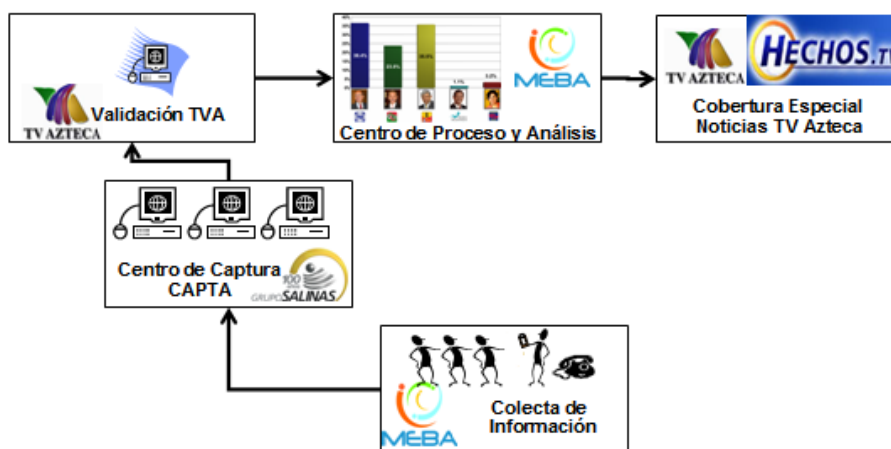 TV AZTECA
Validación TVA
MEBA
Centro de Proceso y Análisis
TV AZTECA
HECHOS.TV
Cobertura Especial
Noticias TV Azteca
Centro de Captura
CAPTA
GRUPO SALINAS
MEBA
Colecta de
Información